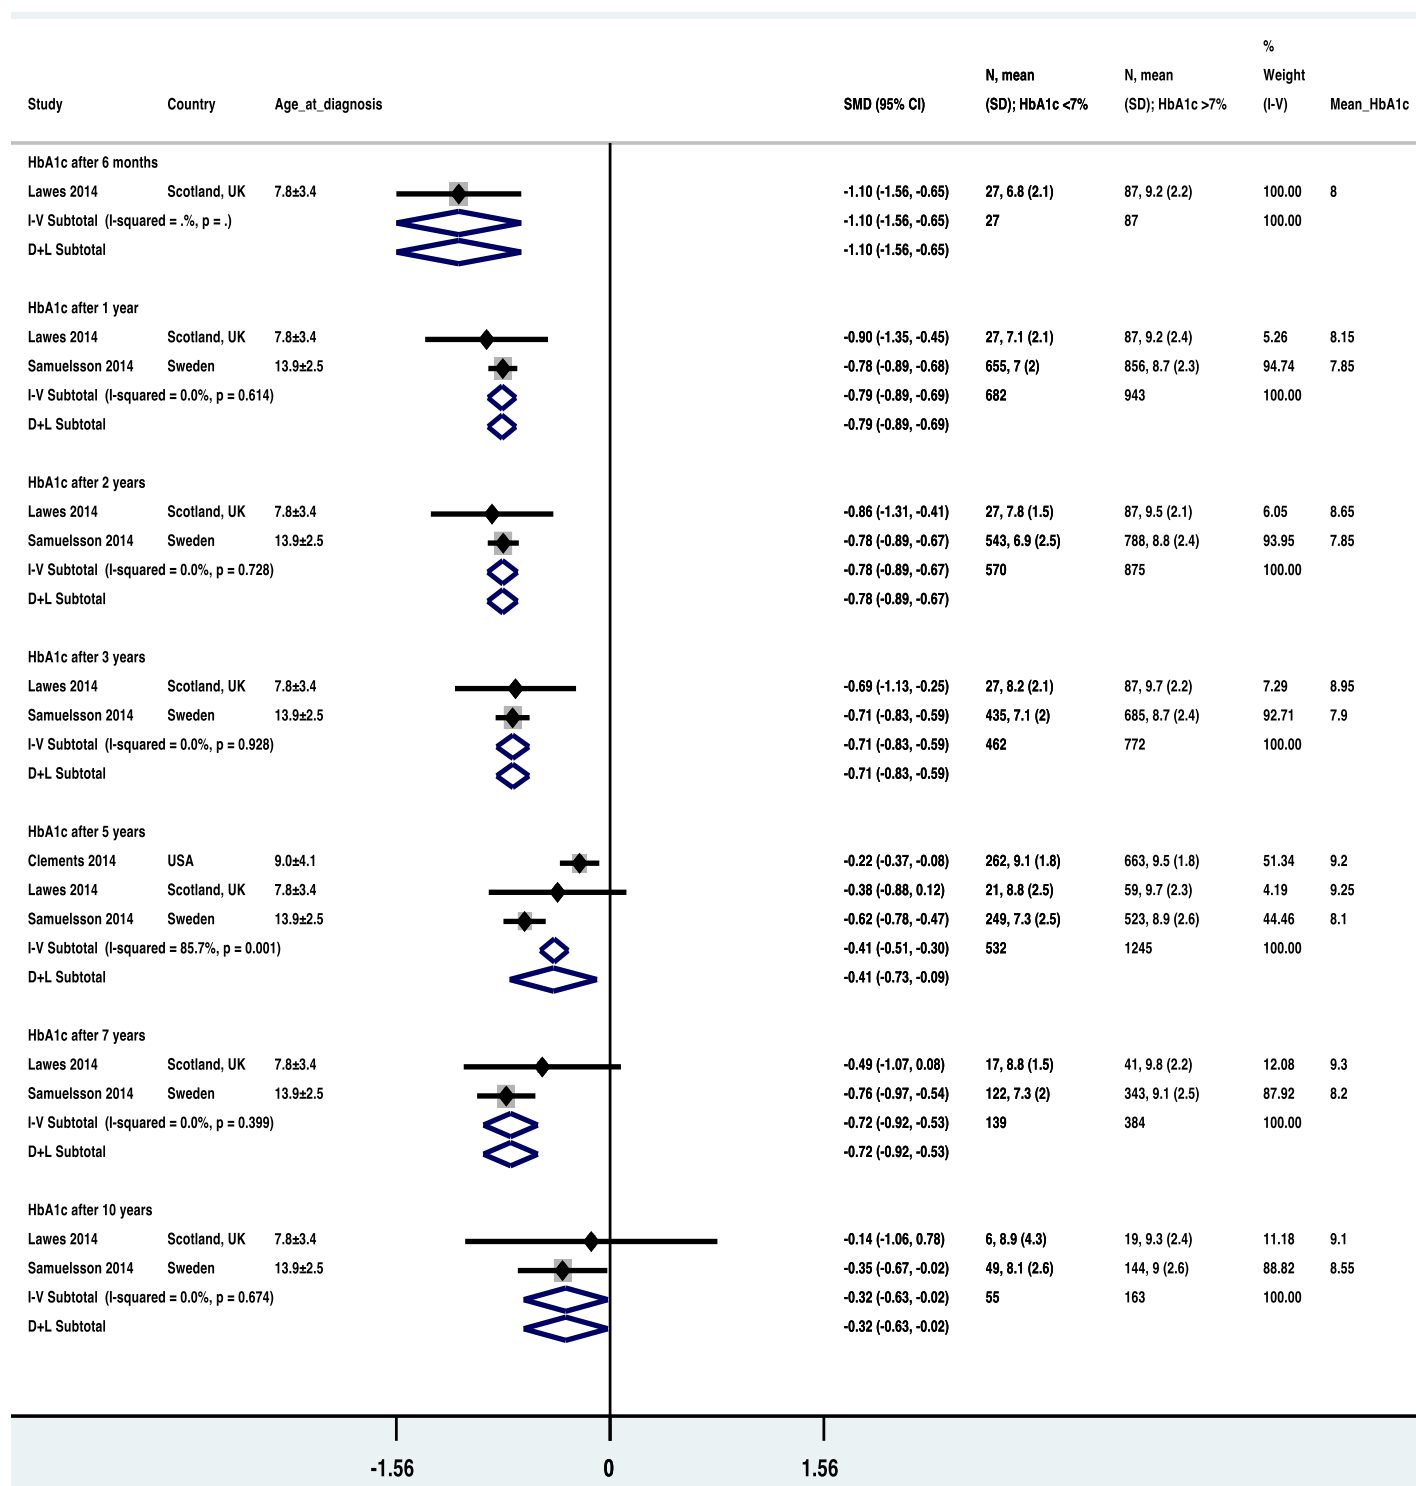 %
N, mean N, mean Weight
Study Country Age_at_diagnosis SMD (95% CI) (SD); HbA1c <7% (SD); HbA1c >7% (I-V) Mean_HbA1c
HbA1c after 6 months
Lawes 2014 Scotland, UK 7.8±3.4 -1.10 (-1.56, -0.65) 27, 6.8 (2.1) 87, 9.2 (2.2) 100.00 8
I-V Subtotal (I-squared = .%, p = .) -1.10 (-1.56, -0.65) 27 87 100.00
D+L Subtotal -1.10 (-1.56, -0.65)
HbA1c after 1 year
Lawes 2014 Scotland, UK 7.8±3.4 -0.90 (-1.35, -0.45) 27, 7.1 (2.1) 87, 9.2 (2.4) 5.26 8.15
Samuelsson 2014 Sweden 13.9±2.5 -0.78 (-0.89, -0.68) 655, 7 (2) 856, 8.7 (2.3) 94.74 7.85
I-V Subtotal (I-squared = 0.0%, p = 0.614) -0.79 (-0.89, -0.69) 682 943 100.00
D+L Subtotal -0.79 (-0.89, -0.69)
HbA1c after 2 years
Lawes 2014 Scotland, UK 7.8±3.4 -0.86 (-1.31, -0.41) 27, 7.8 (1.5) 87, 9.5 (2.1) 6.05 8.65
Samuelsson 2014 Sweden 13.9±2.5 -0.78 (-0.89, -0.67) 543, 6.9 (2.5) 788, 8.8 (2.4) 93.95 7.85
I-V Subtotal (I-squared = 0.0%, p = 0.728) -0.78 (-0.89, -0.67) 570 875 100.00
D+L Subtotal -0.78 (-0.89, -0.67)
HbA1c after 3 years
Lawes 2014 Scotland, UK 7.8±3.4 -0.69 (-1.13, -0.25) 27, 8.2 (2.1) 87, 9.7 (2.2) 7.29 8.95
Samuelsson 2014 Sweden 13.9±2.5 -0.71 (-0.83, -0.59) 435, 7.1 (2) 685, 8.7 (2.4) 92.71 7.9
I-V Subtotal (I-squared = 0.0%, p = 0.928) -0.71 (-0.83, -0.59) 462 772 100.00
D+L Subtotal -0.71 (-0.83, -0.59)
HbA1c after 5 years
Clements 2014 USA 9.0±4.1 -0.22 (-0.37, -0.08) 262, 9.1 (1.8) 663, 9.5 (1.8) 51.34 9.2
Lawes 2014 Scotland, UK 7.8±3.4 -0.38 (-0.88, 0.12) 21, 8.8 (2.5) 59, 9.7 (2.3) 4.19 9.25
Samuelsson 2014 Sweden 13.9±2.5 -0.62 (-0.78, -0.47) 249, 7.3 (2.5) 523, 8.9 (2.6) 44.46 8.1
I-V Subtotal (I-squared = 85.7%, p = 0.001) -0.41 (-0.51, -0.30) 532 1245 100.00
D+L Subtotal -0.41 (-0.73, -0.09)
HbA1c after 7 years
Lawes 2014 Scotland, UK 7.8±3.4 -0.49 (-1.07, 0.08) 17, 8.8 (1.5) 41, 9.8 (2.2) 12.08 9.3
Samuelsson 2014 Sweden 13.9±2.5 -0.76 (-0.97, -0.54) 122, 7.3 (2) 343, 9.1 (2.5) 87.92 8.2
I-V Subtotal (I-squared = 0.0%, p = 0.399) -0.72 (-0.92, -0.53) 139 384 100.00
D+L Subtotal -0.72 (-0.92, -0.53)
HbA1c after 10 years
Lawes 2014 Scotland, UK 7.8±3.4 -0.14 (-1.06, 0.78) 6, 8.9 (4.3) 19, 9.3 (2.4) 11.18 9.1
Samuelsson 2014 Sweden 13.9±2.5 -0.35 (-0.67, -0.02) 49, 8.1 (2.6) 144, 9 (2.6) 88.82 8.55
I-V Subtotal (I-squared = 0.0%, p = 0.674) -0.32 (-0.63, -0.02) 55 163 100.00
D+L Subtotal -0.32 (-0.63, -0.02)
-1.56 0 1.56